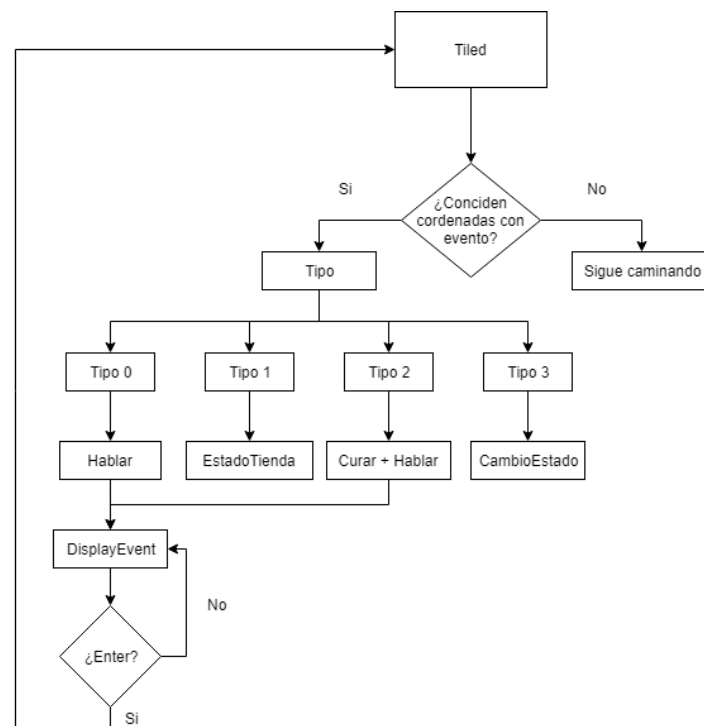 Tiled
Si
¿Conciden
cordenadas con
evento?
No
Tipo
Sigue caminando
Tipo 0
Tipo 1
Tipo 2
Tipo 3
Hablar
EstadoTienda
Curar + Hablar
CambioEstado
DisplayEvent
No
¿Enter?
Si